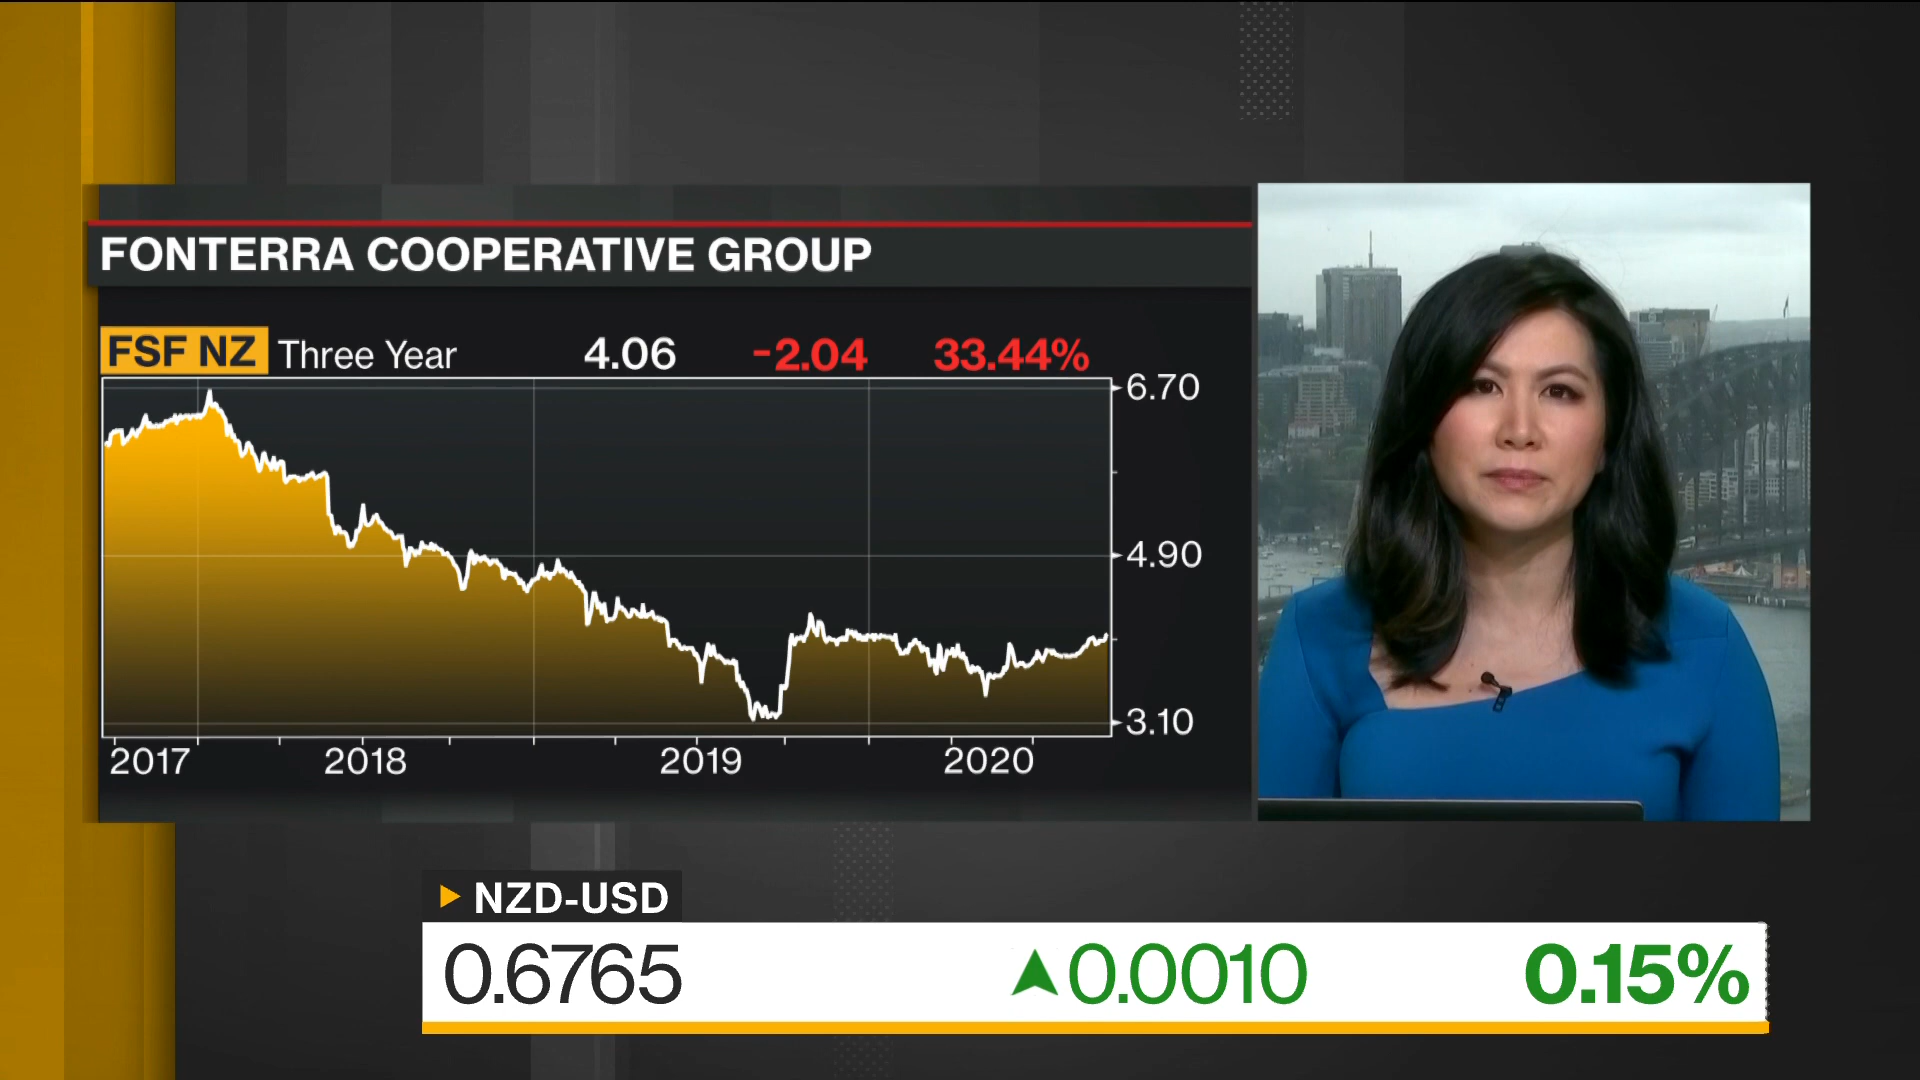 FONTERRA COOPERATIVE GROUP
FSF NZ Three Year 4.06 -2.04 33.44%
6.70
4.90
3.10
2017 2018 2019 2020
NZD-USD
0.6765 ▲0.0010 0.15%